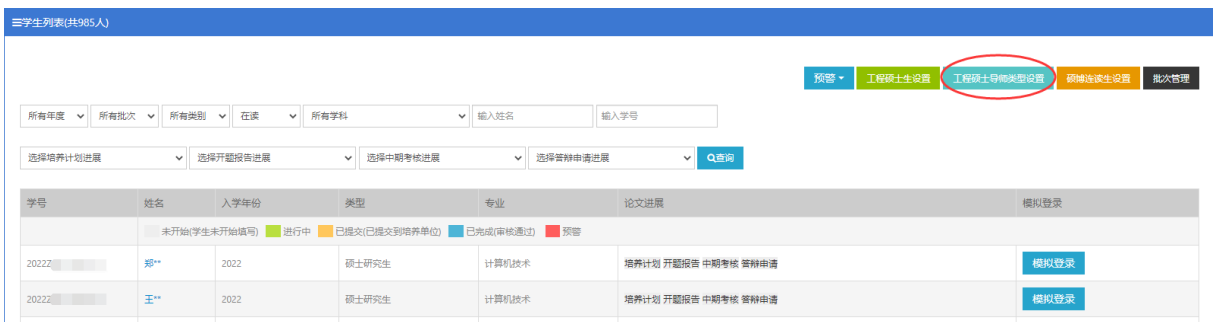 学生列表(共985人)
预警 工程硕士生设置 工程硕士导师类型设置 硕博连读生设置 批次管理
所有年度 所有批次 所有类别 在读 所有学科 输入姓名 输入学号
选择培养计划进展 选择开题报告进展 选择中期考核进展 选择答辩申请进展 查询
学号 姓名 入学年份 类型 专业 论文进展 模拟登录
未开始(学生未开始填写) 进行中 已提交(已提交到培养单位) 已完成(审核通过) 预警
2022Z 郑** 2022 硕士研究生 计算机技术 培养计划 开题报告 中期考核 答辩申请 模拟登录
2022Z 王** 2022 硕士研究生 计算机技术 培养计划 开题报告 中期考核 答辩申请 模拟登录